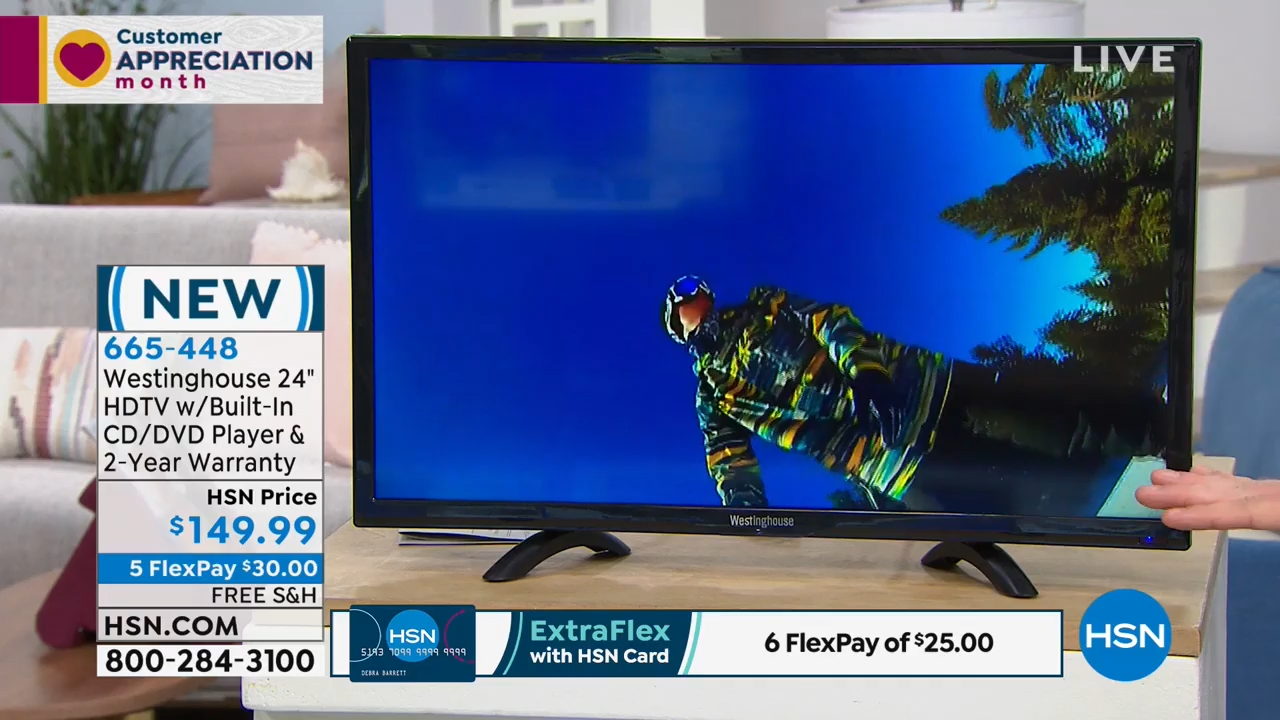 Customer
APPRECIATION
month
LIVE
NEW
665-448
Westinghouse 24"
HDTV w/Built-In
CD/DVD Player &
2-Year Warranty
HSN Price
$149.99
5 FlexPay $30.00
FREE S&H
HSN.COM
800-284-3100
Westinghouse
HSN
5193 7099 9999 9999
DEBRA BARRETT
ExtraFlex
with HSN Card
6 FlexPay of $25.00
HSN